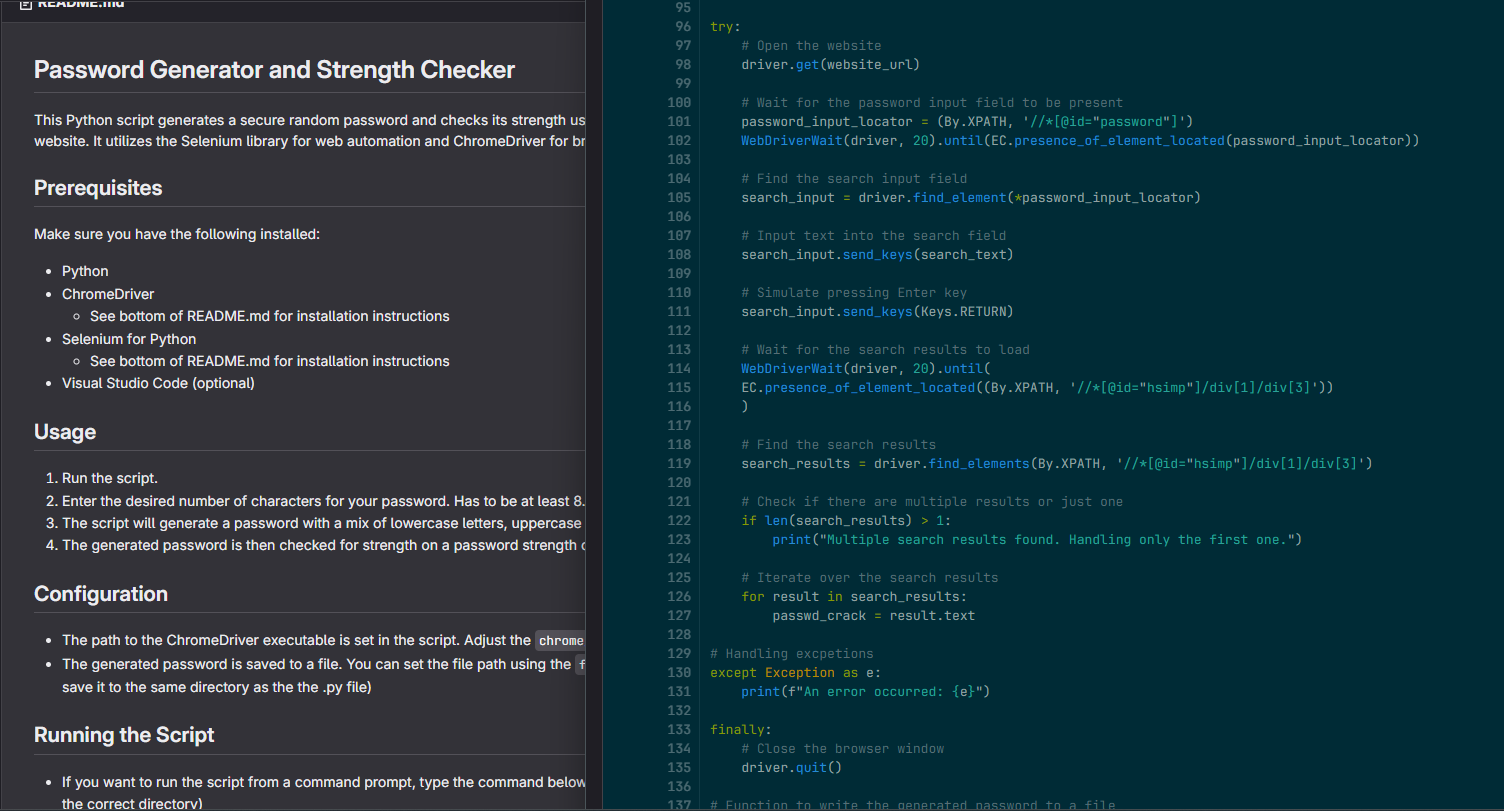 README.md
Password Generator and Strength Checker
This Python script generates a secure random password and checks its strength us
website. It utilizes the Selenium library for web automation and ChromeDriver for br
Prerequisites
Make sure you have the following installed:
Python
ChromeDriver
See bottom of README.md for installation instructions
Selenium for Python
See bottom of README.md for installation instructions
Visual Studio Code (optional)
Usage
1. Run the script.
2. Enter the desired number of characters for your password. Has to be at least 8.
3. The script will generate a password with a mix of lowercase letters, uppercase
4. The generated password is then checked for strength on a password strength c
Configuration
The path to the ChromeDriver executable is set in the script. Adjust the chrome
The generated password is saved to a file. You can set the file path using the f
save it to the same directory as the the .py file)
Running the Script
If you want to run the script from a command prompt, type the command below
the correct directory)
95
96 try:
97     # Open the website
98     driver.get(website_url)
99
100     # Wait for the password input field to be present
101     password_input_locator = (By.XPATH, '//*[@id="password"]')
102     WebDriverWait(driver, 20).until(EC.presence_of_element_located(password_input_locator))
103
104     # Find the search input field
105     search_input = driver.find_element(*password_input_locator)
106
107     # Input text into the search field
108     search_input.send_keys(search_text)
109
110     # Simulate pressing Enter key
111     search_input.send_keys(Keys.RETURN)
112
113     # Wait for the search results to load
114     WebDriverWait(driver, 20).until(
115     EC.presence_of_element_located((By.XPATH, '//*[@id="hsimp"]/div[1]/div[3]'))
116     )
117
118     # Find the search results
119     search_results = driver.find_elements(By.XPATH, '//*[@id="hsimp"]/div[1]/div[3]')
120
121     # Check if there are multiple results or just one
122     if len(search_results) > 1:
123         print("Multiple search results found. Handling only the first one.")
124
125     # Iterate over the search results
126     for result in search_results:
127         passwd_crack = result.text
128
129 # Handling excpetions
130 except Exception as e:
131     print(f"An error occurred: {e}")
132
133 finally:
134     # Close the browser window
135     driver.quit()
136
137 # Function to write the generated password to a file